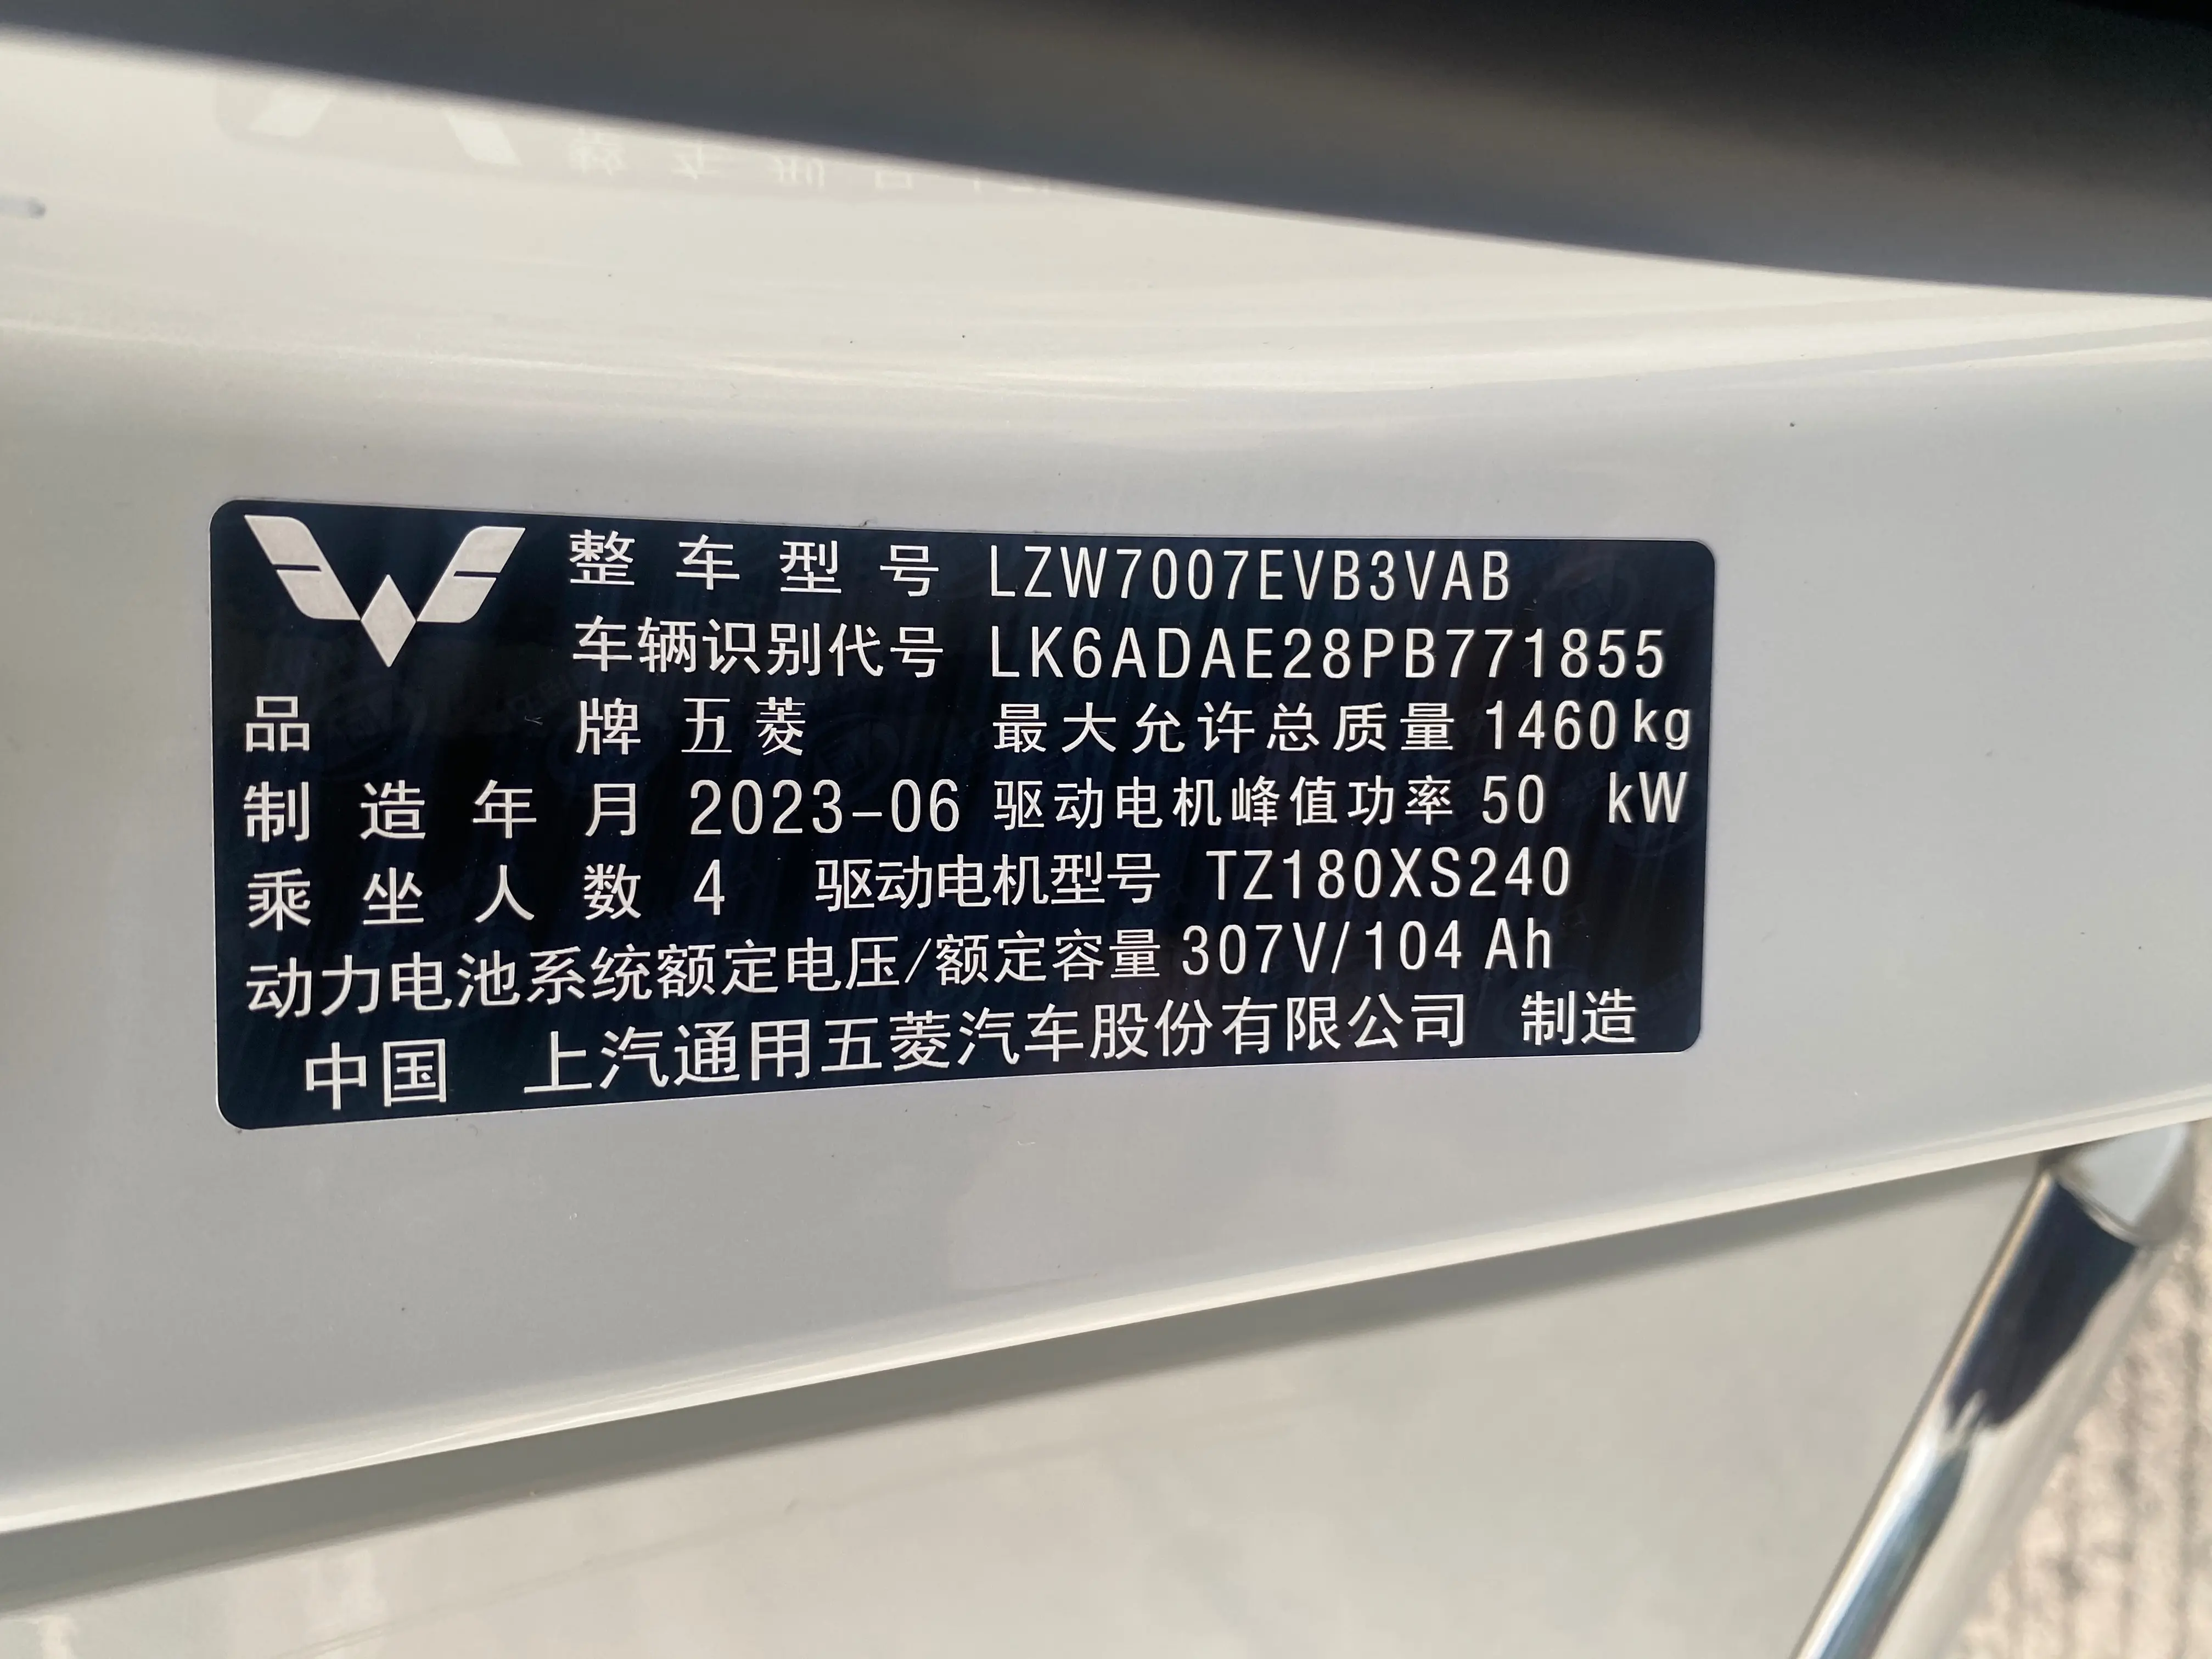 整车型号 LZW7007EVB3VAB
车辆识别代号 LK6ADAE28PB771855
品牌 五菱 最大允许总质量 1460kg
制造年月 2023-06 驱动电机峰值功率 50 kW
乘坐人数 4 驱动电机型号 TZ180XS240
动力电池系统额定电压/额定容量 307V/104 Ah
中国 上汽通用五菱汽车股份有限公司 制造